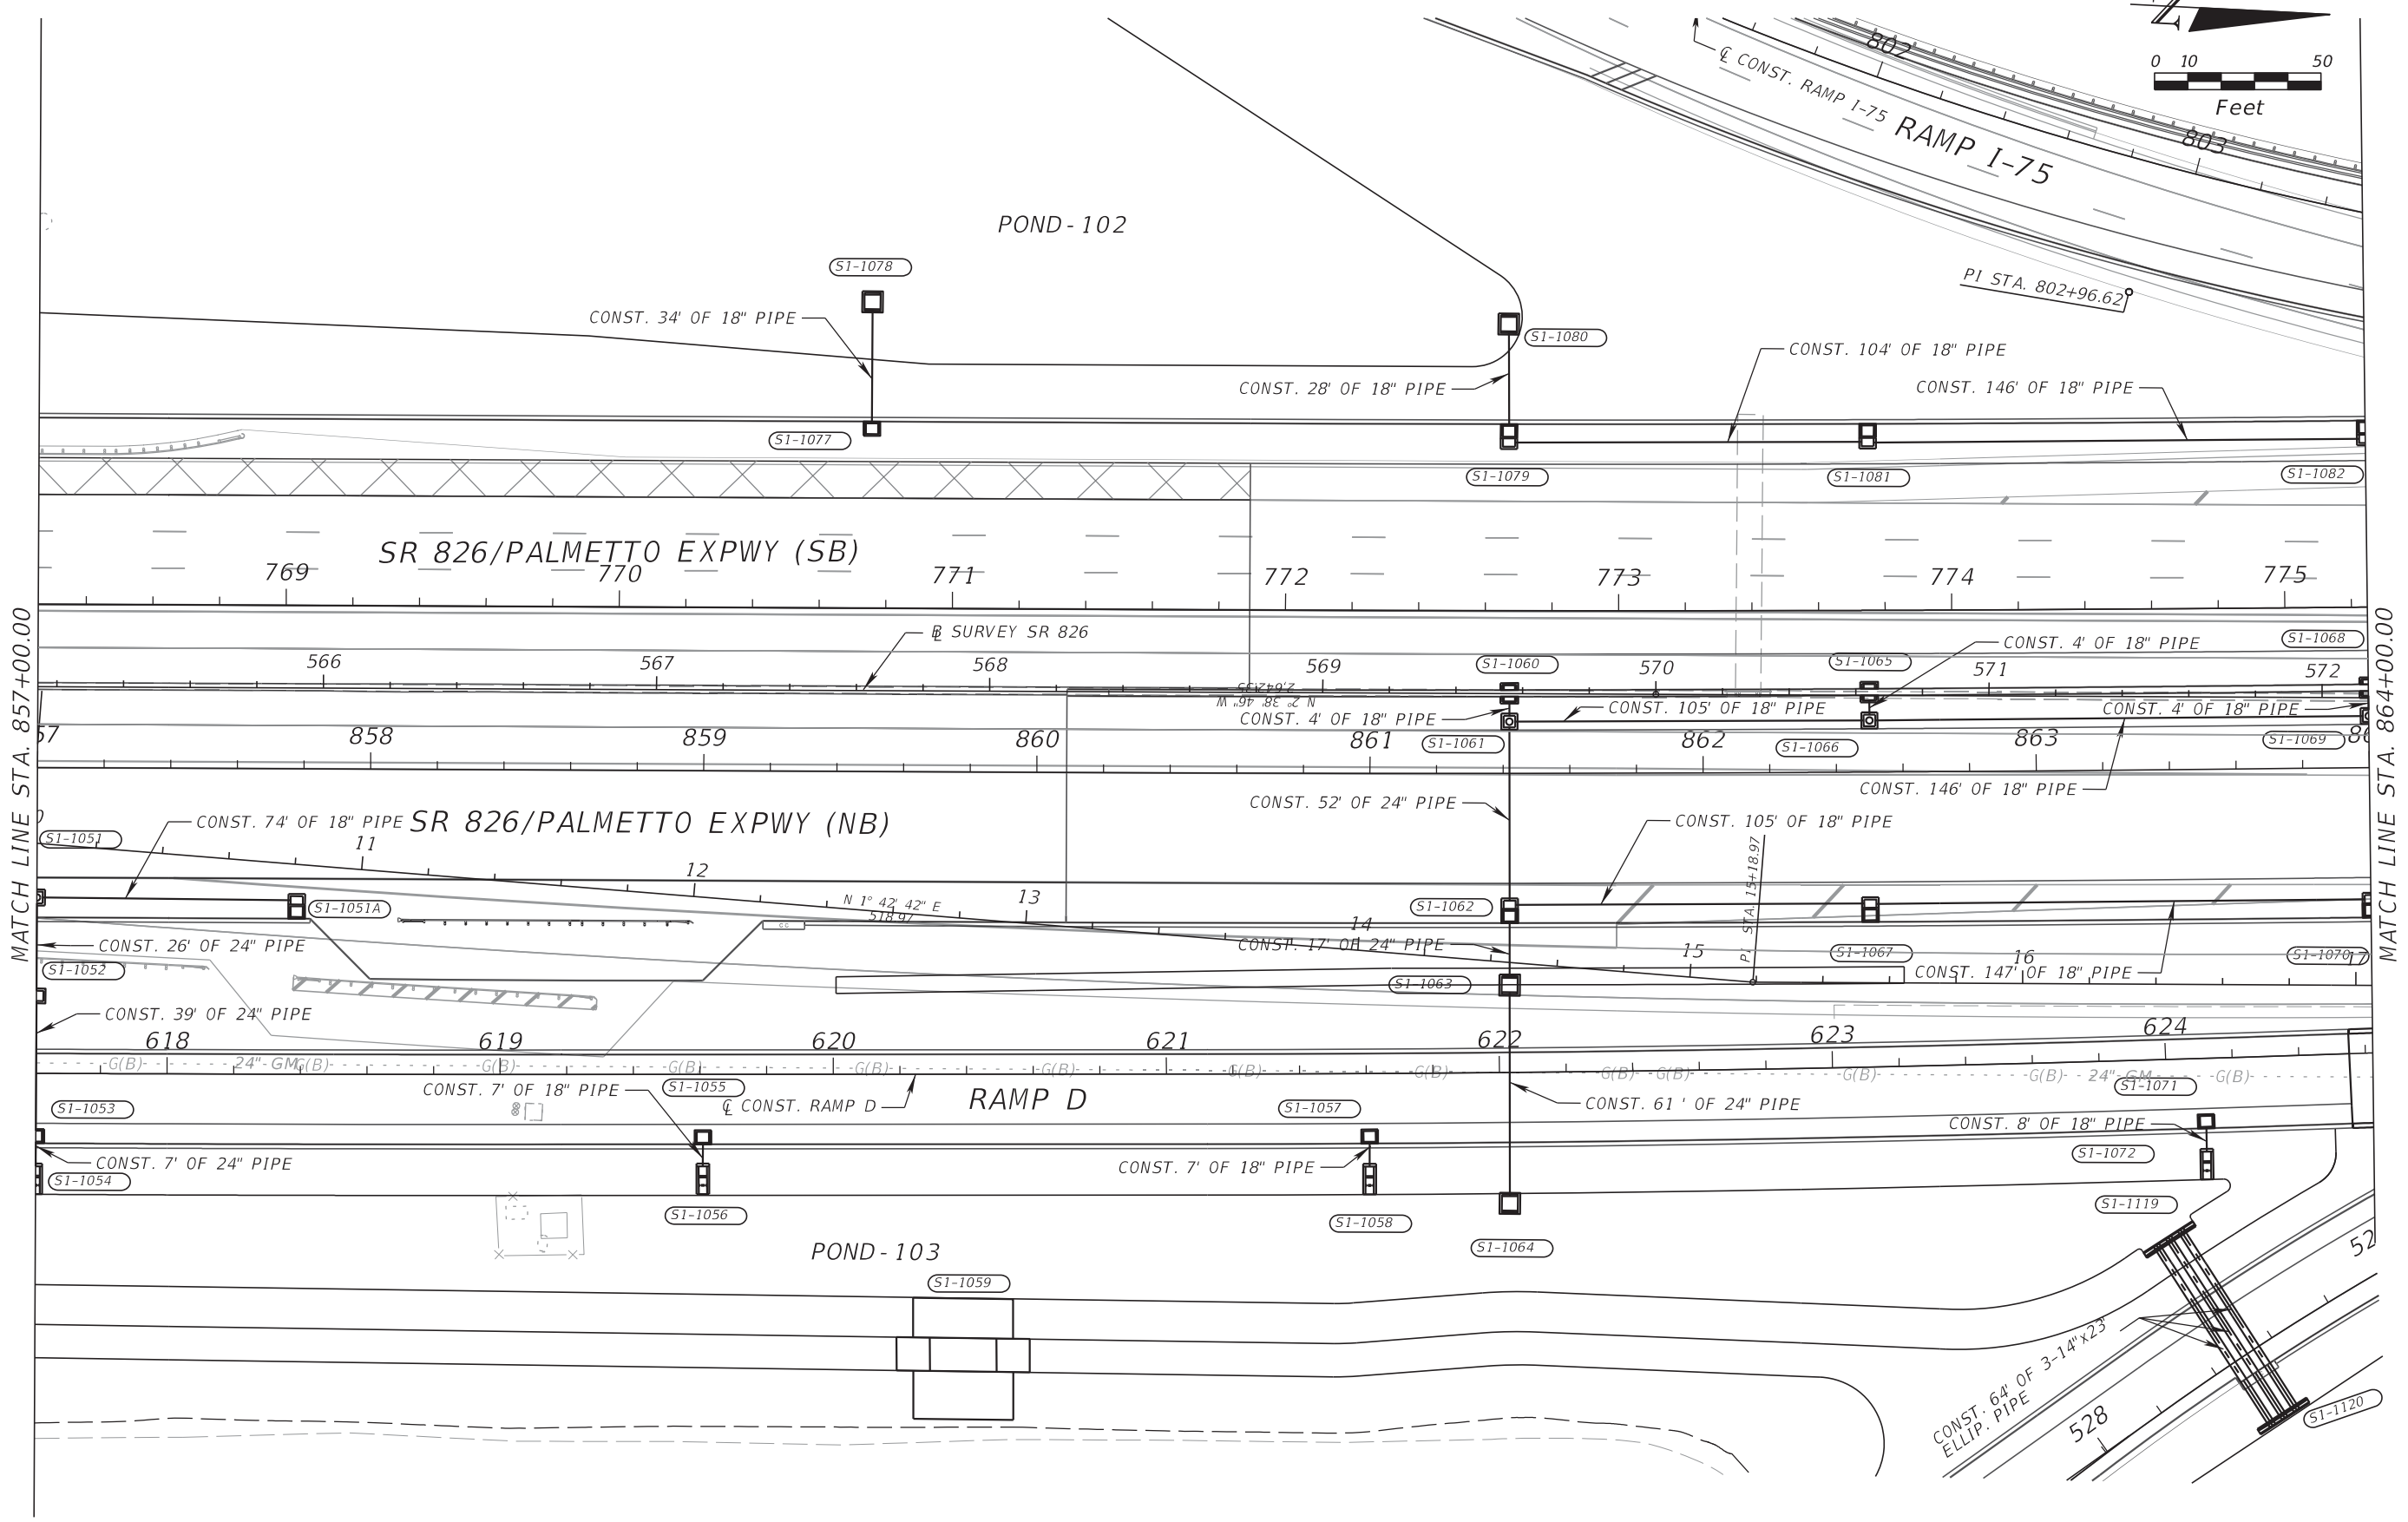 802
0 10 50
Feet
℄ CONST. RAMP I-75
RAMP I-75
803
POND-102
S1-1078
PI STA. 802+96.62
CONST. 34' OF 18" PIPE
S1-1080
CONST. 104' OF 18" PIPE
CONST. 28' OF 18" PIPE
CONST. 146' OF 18" PIPE
S1-1077
S1-1079
S1-1081
S1-1082
SR 826/PALMETTO EXPWY (SB)
769 770 771 772 773 774 775
MATCH LINE STA. 857+00.00
MATCH LINE STA. 864+00.00
B SURVEY SR 826
CONST. 4' OF 18" PIPE
S1-1068
566 567 568 569 570 571 572
S1-1060
S1-1065
2,642.35
N 2° 38' 46" W
CONST. 4' OF 18" PIPE
CONST. 105' OF 18" PIPE
CONST. 4' OF 18" PIPE
57 858 859 860 861 862 863 86
S1-1061
S1-1066
S1-1069
CONST. 146' OF 18" PIPE
CONST. 52' OF 24" PIPE
CONST. 74' OF 18" PIPE
SR 826/PALMETTO EXPWY (NB)
CONST. 105' OF 18" PIPE
S1-1051
11 12 13 14 15 16 17
N 1° 42' 42" E
518.97
PI STA. 15+18.97
S1-1051A
S1-1062
CONST. 26' OF 24" PIPE
CONST. 17' OF 24" PIPE
S1-1067
S1-1070
S1-1052
S1-1063
CONST. 147' OF 18" PIPE
CONST. 39' OF 24" PIPE
618 619 620 621 622 623 624
G(B) 24" GM G(B) G(B) G(B) G(B) G(B) G(B) G(B) G(B) G(B) G(B) G(B) 24" GM G(B)
CONST. 7' OF 18" PIPE
S1-1055
S1-1071
℄ CONST. RAMP D
RAMP D
S1-1053
S1-1057
CONST. 61 ' OF 24" PIPE
CONST. 8' OF 18" PIPE
CONST. 7' OF 24" PIPE
CONST. 7' OF 18" PIPE
S1-1072
S1-1054
S1-1056
S1-1058
S1-1119
S1-1064
POND-103
S1-1059
52
CONST. 64' OF 3-14"x23"
ELLIP. PIPE
528
S1-1120